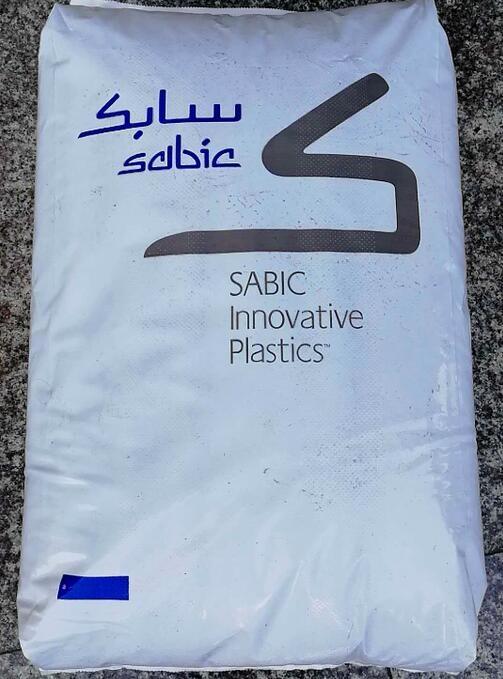 سابك
sabic
SABIC
Innovative
Plastics™